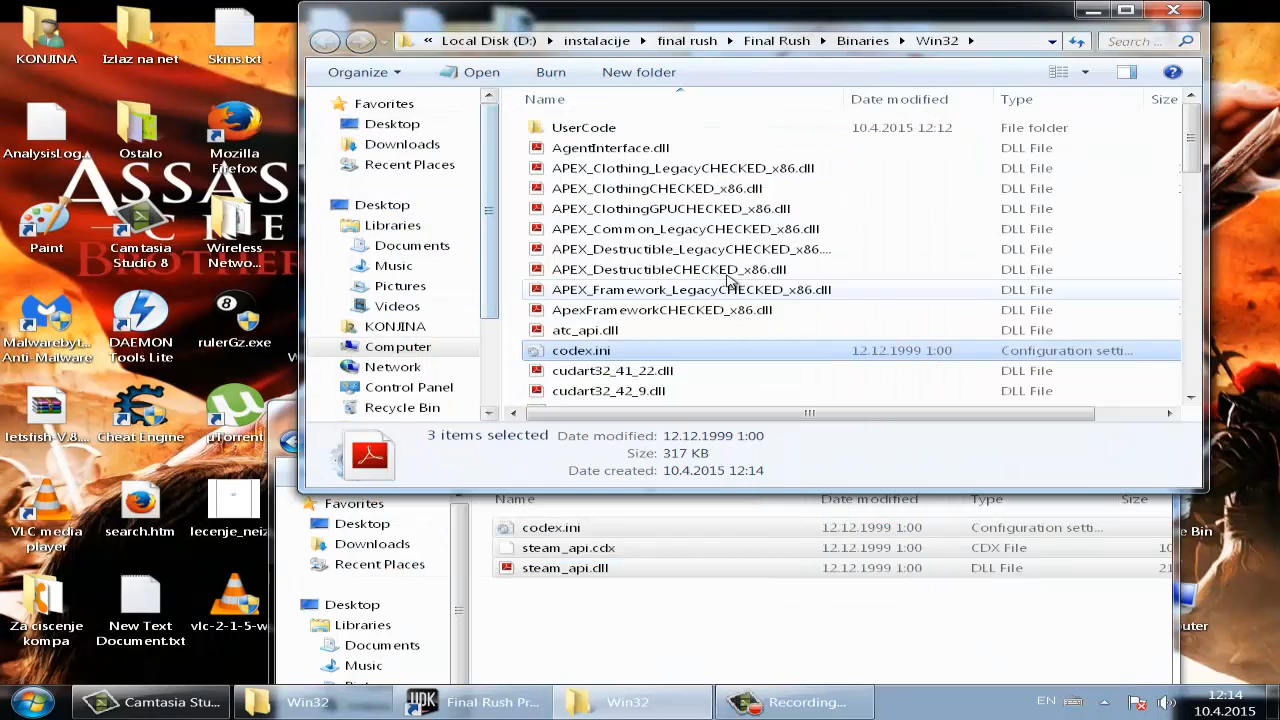 KONJINA
Izlaz na net
Skins.txt
AnalysisLog...
Ostalo
Mozilla
Firefox
ASSAS
Paint
Camtasia
Studio 8
Wireless
Netwo...
BROTHER
Malwarebyt...
Anti-Malware
DAEMON
Tools Lite
8
rulerGz.exe
letsfish-V.8....
Cheat Engine
µTorrent
VLC media
player
search.htm
lecenje_neiz
Za ciscenje
kompa
New Text
Document.txt
vlc-2-1-5-w
« Local Disk (D:) instalacije final rush Final Rush Binaries Win32
Search ...
Organize Open Burn New folder
Favorites
Desktop
Downloads
Recent Places
Desktop
Libraries
Documents
Music
Pictures
Videos
KONJINA
Computer
Network
Control Panel
Recycle Bin
Name Date modified Type Size
UserCode 10.4.2015 12:12 File folder
AgentInterface.dll DLL File
APEX_Clothing_LegacyCHECKED_x86.dll DLL File
APEX_ClothingCHECKED_x86.dll DLL File
APEX_ClothingGPUCHECKED_x86.dll DLL File
APEX_Common_LegacyCHECKED_x86.dll DLL File
APEX_Destructible_LegacyCHECKED_x86.... DLL File
APEX_DestructibleCHECKED_x86.dll DLL File
APEX_Framework_LegacyCHECKED_x86.dll DLL File
ApexFrameworkCHECKED_x86.dll DLL File
atc_api.dll DLL File
codex.ini 12.12.1999 1:00 Configuration setti...
cudart32_41_22.dll DLL File
cudart32_42_9.dll DLL File
3 items selected Date modified: 12.12.1999 1:00
Size: 317 KB
Date created: 10.4.2015 12:14
Favorites
Desktop
Downloads
Recent Places
Desktop
Libraries
Documents
Music
Name Date modified Type Size
codex.ini 12.12.1999 1:00 Configuration setti...
steam_api.cdx 12.12.1999 1:00 CDX File 10
steam_api.dll 12.12.1999 1:00 DLL File 21
e Bin
uter
Camtasia Stu...
Win32
UDK
Final Rush Pr...
Win32
Recording...
EN
12:14
10.4.2015